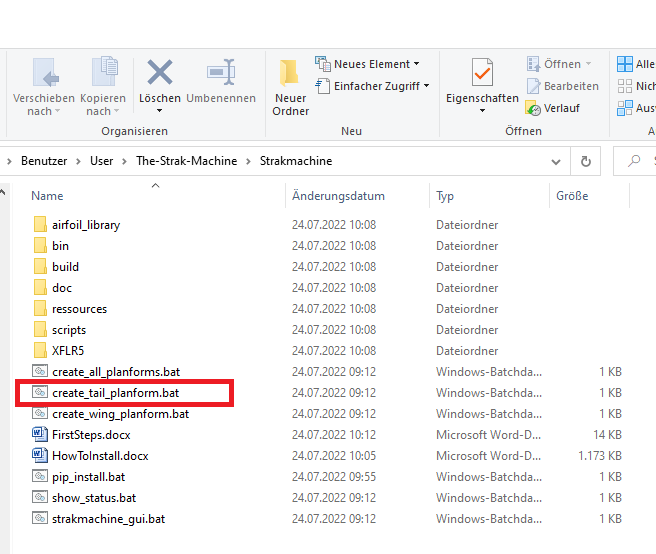 Verschieben nach
Kopieren nach
Löschen
Umbenennen
Organisieren
Neuer Ordner
Neues Element
Einfacher Zugriff
Neu
Eigenschaften
Öffnen
Bearbeiten
Verlauf
Öffnen
Alle
Nich
Ausw
Benutzer > User > The-Strak-Machine > Strakmachine
Name Änderungsdatum Typ Größe
airfoil_library 24.07.2022 10:08 Dateiordner
bin 24.07.2022 10:08 Dateiordner
build 24.07.2022 10:08 Dateiordner
doc 24.07.2022 10:08 Dateiordner
ressources 24.07.2022 10:08 Dateiordner
scripts 24.07.2022 10:08 Dateiordner
XFLR5 24.07.2022 10:08 Dateiordner
create_all_planforms.bat 24.07.2022 09:12 Windows-Batchda... 1 KB
create_tail_planform.bat 24.07.2022 09:12 Windows-Batchda... 1 KB
create_wing_planform.bat 24.07.2022 09:12 Windows-Batchda... 1 KB
FirstSteps.docx 24.07.2022 10:12 Microsoft Word-D... 14 KB
HowToInstall.docx 24.07.2022 10:05 Microsoft Word-D... 1.173 KB
pip_install.bat 24.07.2022 09:55 Windows-Batchda... 1 KB
show_status.bat 24.07.2022 09:12 Windows-Batchda... 1 KB
strakmachine_gui.bat 24.07.2022 09:12 Windows-Batchda... 1 KB